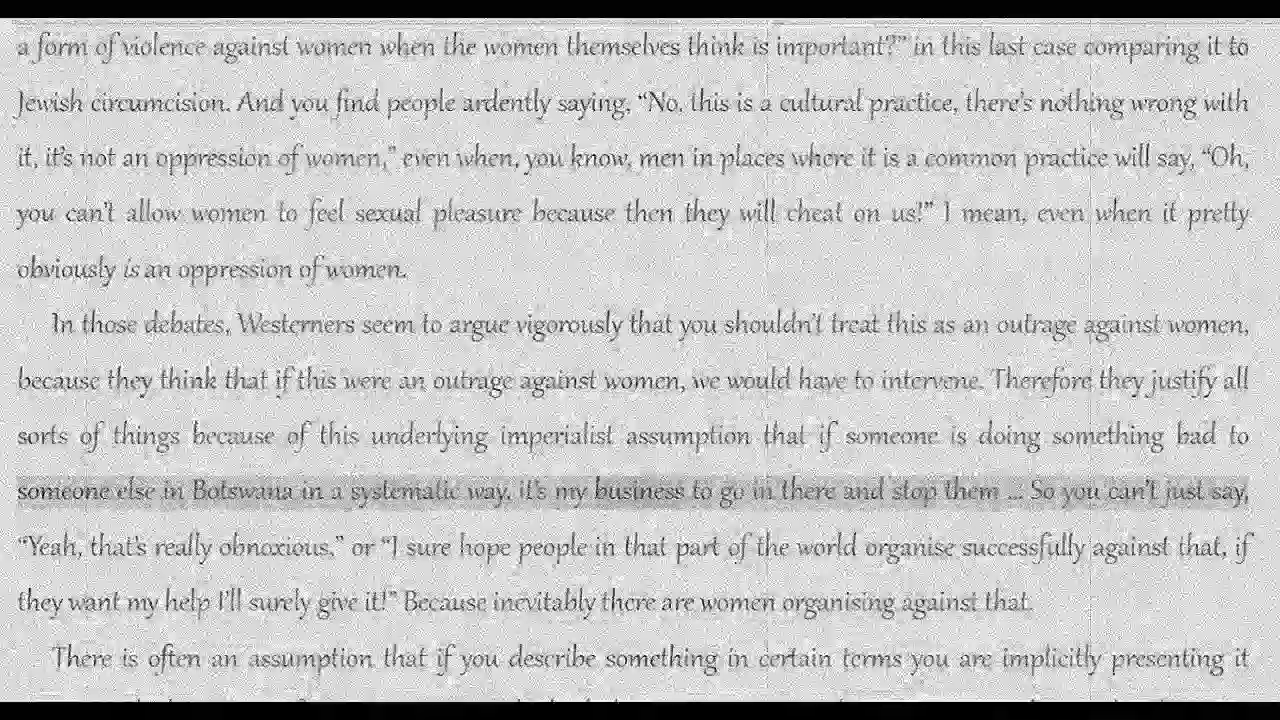 a form of violence against women when the women themselves think is important?” in this last case comparing it to
Jewish circumcision. And you find people ardently saying, “No, this is a cultural practice, there’s nothing wrong with
it, it’s not an oppression of women,” even when, you know, men in places where it is a common practice will say, “Oh,
you can’t allow women to feel sexual pleasure because then they will cheat on us!” I mean, even when it pretty
obviously is an oppression of women.
In those debates, Westerners seem to argue vigorously that you shouldn’t treat this as an outrage against women,
because they think that if this were an outrage against women, we would have to intervene. Therefore they justify all
sorts of things because of this underlying imperialist assumption that if someone is doing something bad to
someone else in Botswana in a systematic way, it’s my business to go in there and stop them ... So you can’t just say,
“Yeah, that’s really obnoxious,” or “I sure hope people in that part of the world organise successfully against that, if
they want my help I’ll surely give it!” Because inevitably there are women organising against that.
There is often an assumption that if you describe something in certain terms you are implicitly presenting it